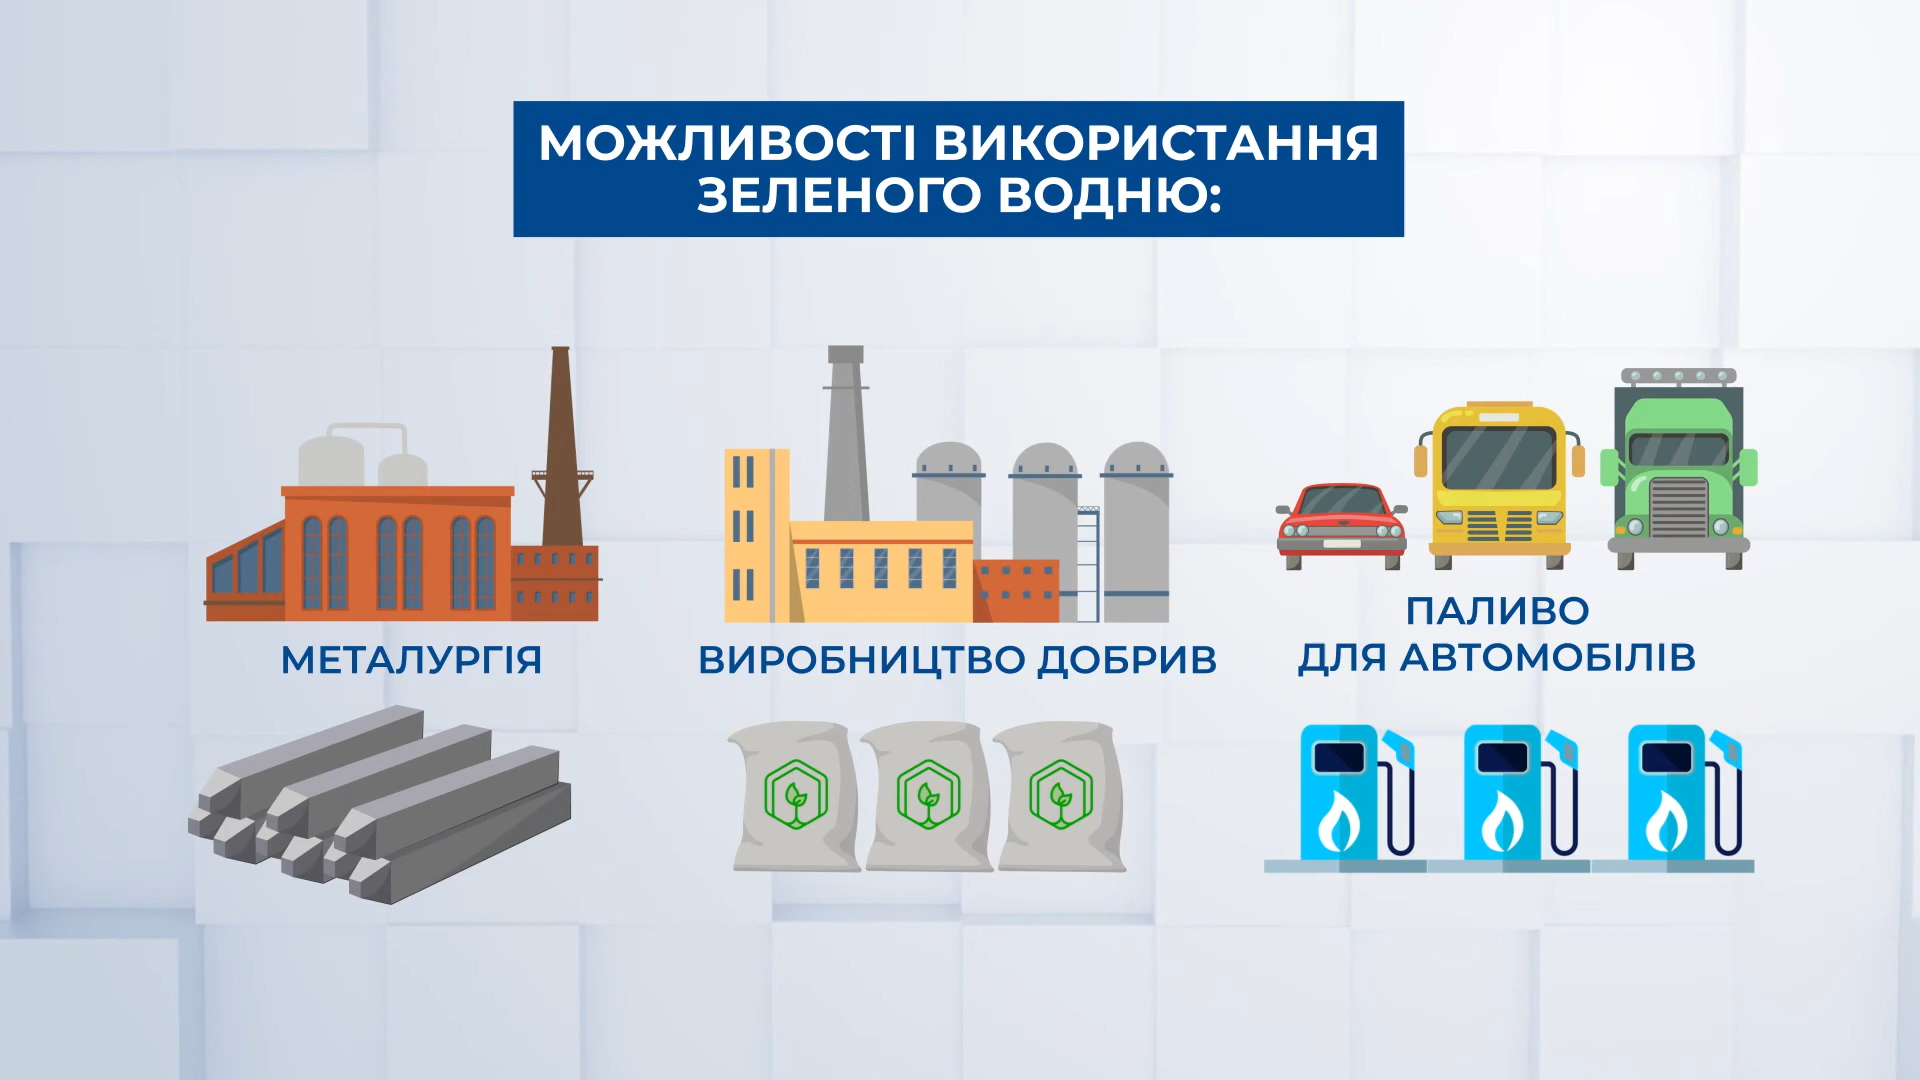 МОЖЛИВОСТІ ВИКОРИСТАННЯ
ЗЕЛЕНОГО ВОДНЮ:
МЕТАЛУРГІЯ
ВИРОБНИЦТВО ДОБРИВ
ПАЛИВО
ДЛЯ АВТОМОБІЛІВ